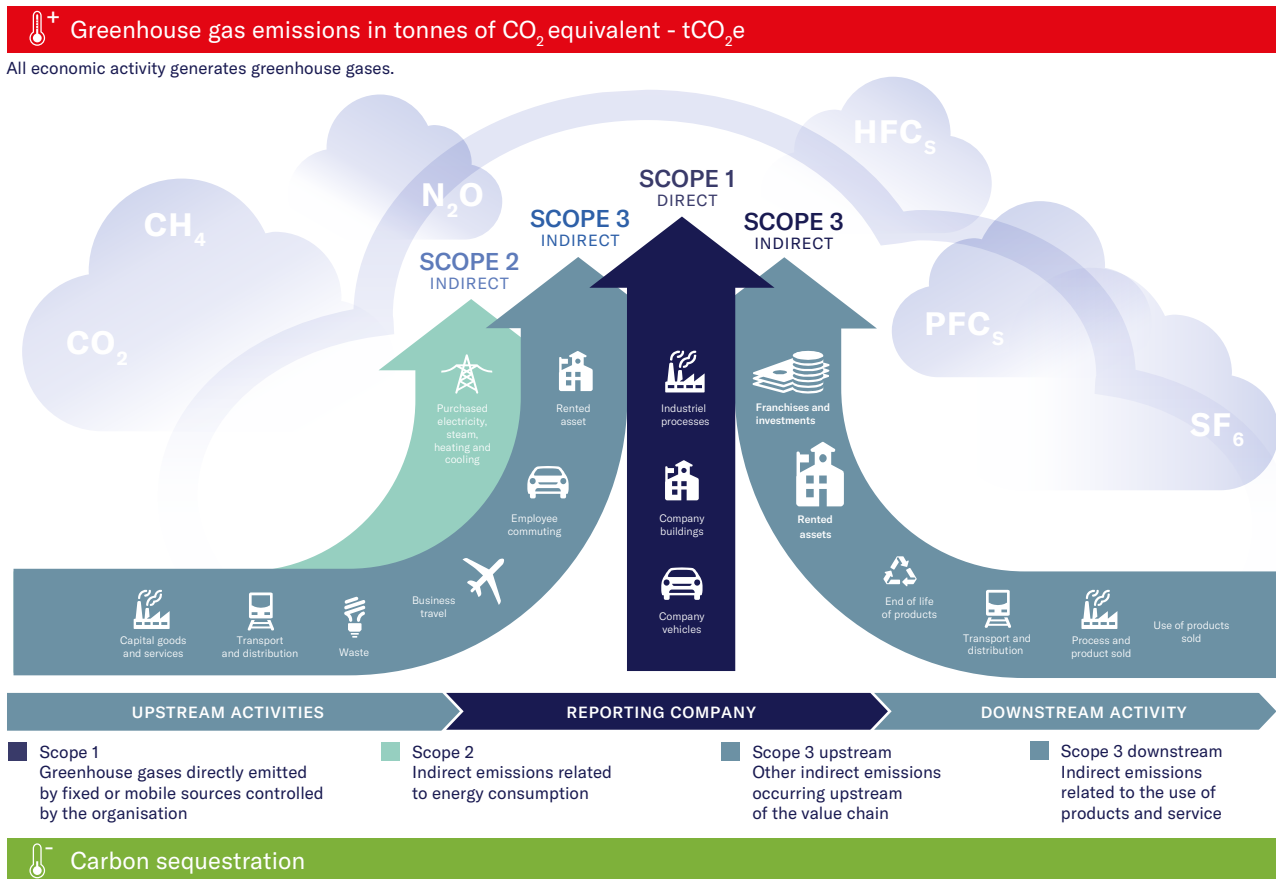 Greenhouse gas emissions in tonnes of CO₂ equivalent - tCO₂e
All economic activity generates greenhouse gases.
CO₂
CH₄
N₂O
HFCₛ
PFCₛ
SF₆
SCOPE 2
INDIRECT
SCOPE 3
INDIRECT
SCOPE 1
DIRECT
SCOPE 3
INDIRECT
Purchased
electricity,
steam,
heating and
cooling
Rented
asset
Employee
commuting
Business
travel
Capital goods
and services
Transport
and distribution
Waste
Industriel
processes
Company
buildings
Company
vehicles
Franchises and
investments
Rented
assets
End of life
of products
Transport and
distribution
Process and
product sold
Use of products
sold
UPSTREAM ACTIVITIES
REPORTING COMPANY
DOWNSTREAM ACTIVITY
Scope 1
Greenhouse gases directly emitted
by fixed or mobile sources controlled
by the organisation
Scope 2
Indirect emissions related
to energy consumption
Scope 3 upstream
Other indirect emissions
occurring upstream
of the value chain
Scope 3 downstream
Indirect emissions
related to the use of
products and service
Carbon sequestration